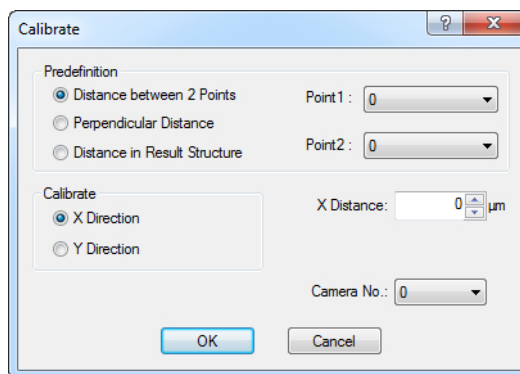 Calibrate
?
Predefinition
Distance between 2 Points
Point1 : 0
Perpendicular Distance
Distance in Result Structure
Point2 : 0
Calibrate
X Direction
X Distance: 0 µm
Y Direction
Camera No.: 0
OK Cancel